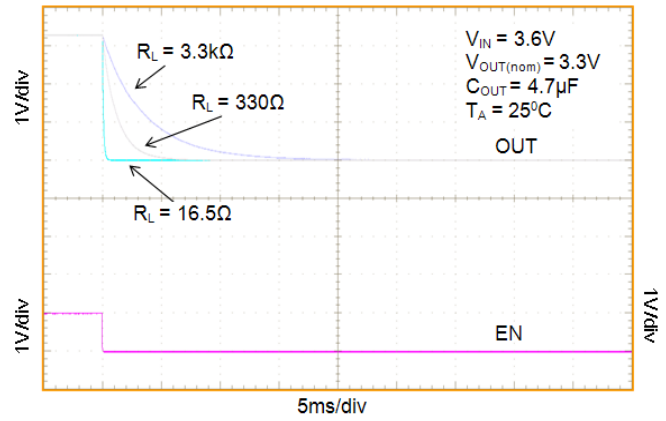 1V/div
R_L = 3.3kΩ
R_L = 330Ω
R_L = 16.5Ω
V_IN = 3.6V
V_OUT(nom) = 3.3V
C_OUT = 4.7µF
T_A = 25⁰C
OUT
1V/div
EN
1V/div
5ms/div